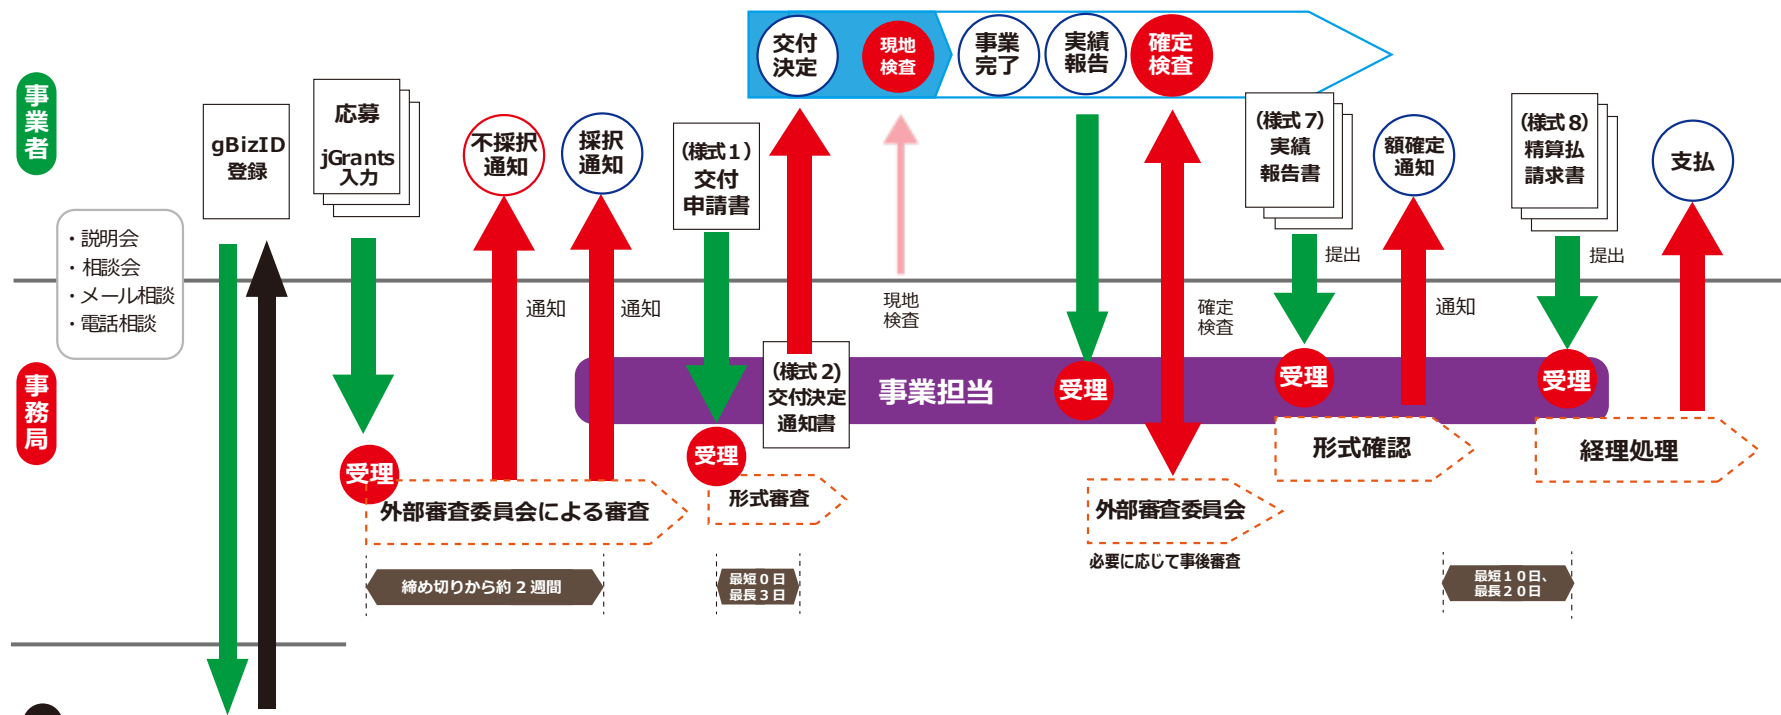 交付
決定
現地
検査
事業
完了
実績
報告
確定
検査
事業者
gBizID
登録
応募
jGrants
入力
不採択
通知
採択
通知
(様式1)
交付
申請書
(様式7)
実績
報告書
額確定
通知
(様式8)
精算払
請求書
支払
・説明会
・相談会
・メール相談
・電話相談
通知
通知
現地
検査
確定
検査
提出
通知
提出
事務局
(様式2)
交付決定
通知書
事業担当
受理
受理
受理
受理
受理
外部審査委員会による審査
形式審査
外部審査委員会
必要に応じて事後審査
形式確認
経理処理
締め切りから約2週間
最短0日
最長3日
最短10日、
最長20日